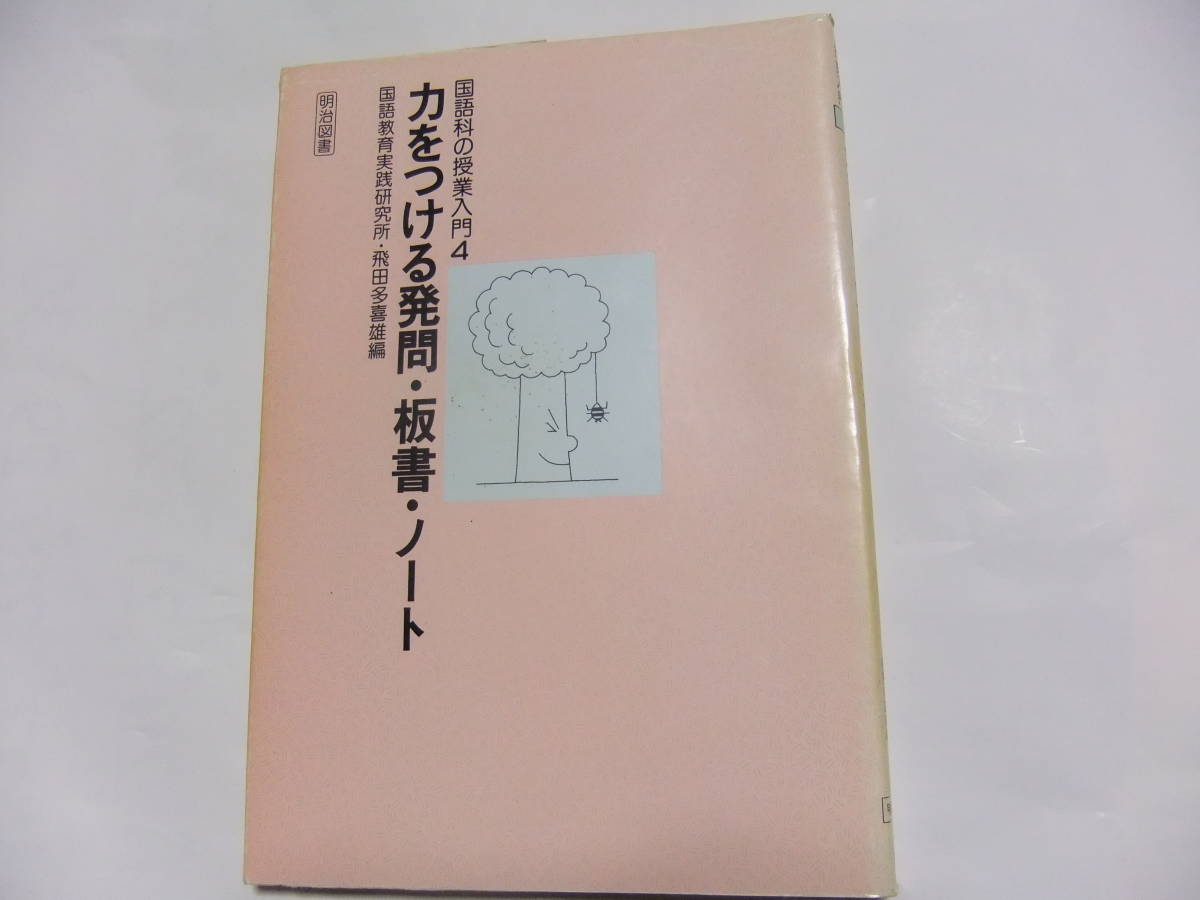 国語科の授業入門4
力をつける発問・板書・ノート
国語教育実践研究所・飛田多喜雄編
明治図書